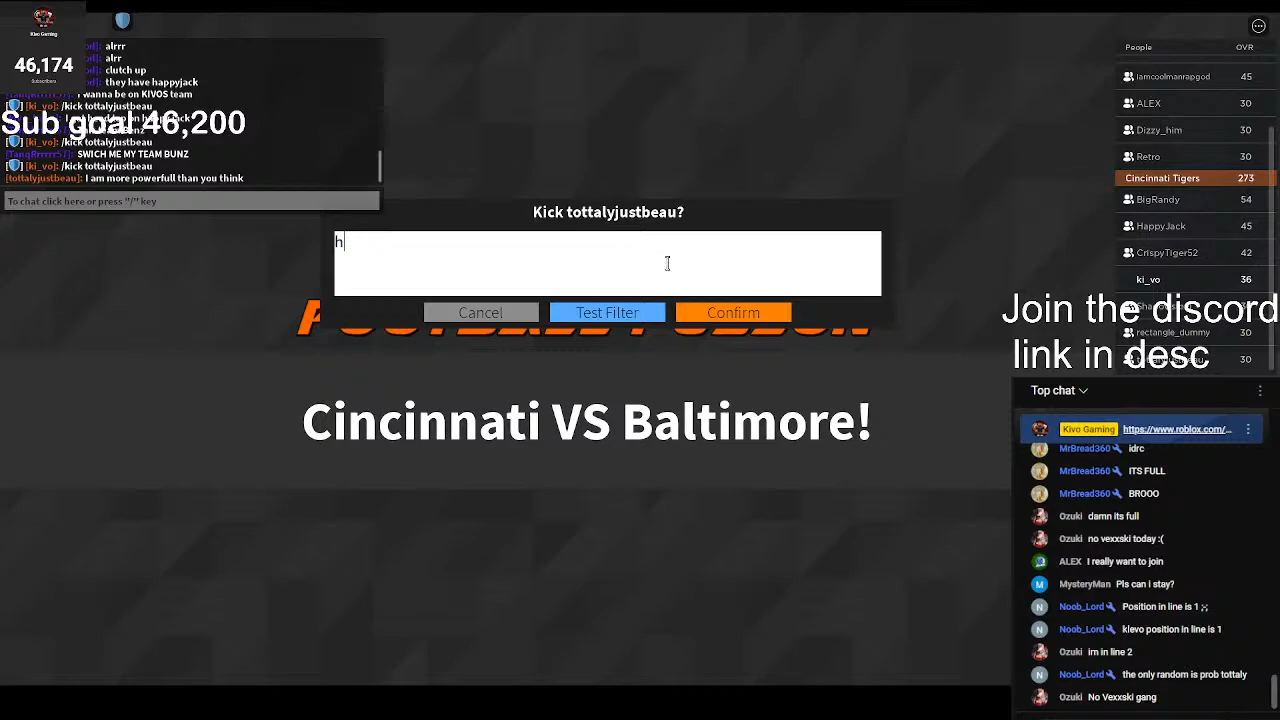 Kivo Gaming
46,174
Subscribers
alrrr
alrr
clutch up
they have happyjack
I wanna be on KIVOS team
[ki_vo]: /kick tottalyjustbeau
Sub goal 46,200
[ki_vo]: /kick tottalyjustbeau
SWICH ME MY TEAM BUNZ
[ki_vo]: /kick tottalyjustbeau
[tottalyjustbeau]: I am more powerfull than you think
To chat click here or press "/" key
Kick tottalyjustbeau?
h
Cancel
Test Filter
Confirm
Cincinnati VS Baltimore!
People OVR
Iamcoolmanrapgod 45
ALEX 30
Dizzy_him 30
Retro 30
Cincinnati Tigers 273
BigRandy 54
HappyJack 45
CrispyTiger52 42
ki_vo 36
rectangle_dummy 30
30
Join the discord
link in desc
Top chat
Kivo Gaming https://www.roblox.com/...
MrBread360 idrc
MrBread360 ITS FULL
MrBread360 BROOO
Ozuki damn its full
Ozuki no vexxski today :(
ALEX I really want to join
M MysteryMan Pls can i stay?
N Noob_Lord Position in line is 1
N Noob_Lord klevo position in line is 1
Ozuki im in line 2
N Noob_Lord the only random is prob tottaly
Ozuki No Vexxski gang